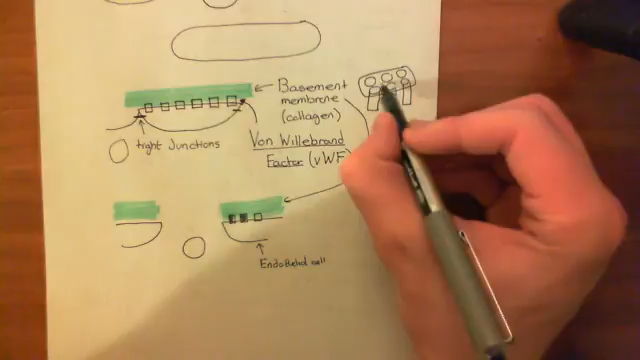 Basement
membrane
(collagen)
tight Junctions
Von Willebrand
Factor (vWF
Endothelial cell